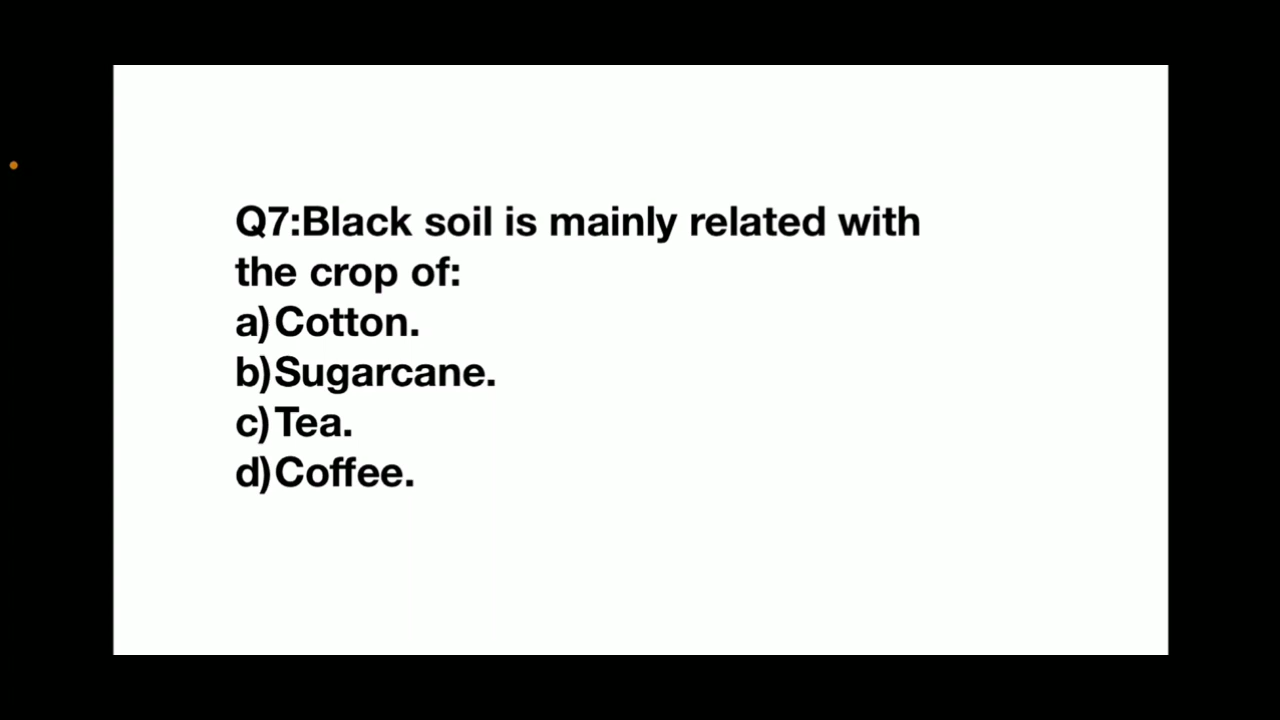 Q7:Black soil is mainly related with
the crop of:
a)Cotton.
b)Sugarcane.
c)Tea.
d)Coffee.